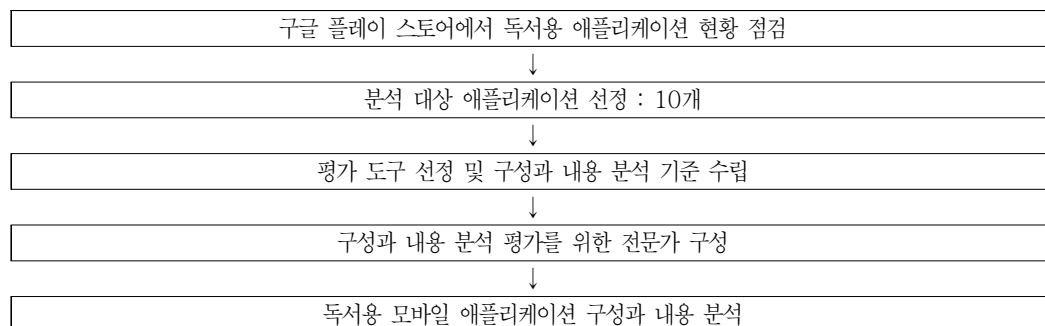 구글 플레이 스토어에서 독서용 애플리케이션 현황 점검
↓
분석 대상 애플리케이션 선정 : 10개
↓
평가 도구 선정 및 구성과 내용 분석 기준 수립
↓
구성과 내용 분석 평가를 위한 전문가 구성
↓
독서용 모바일 애플리케이션 구성과 내용 분석